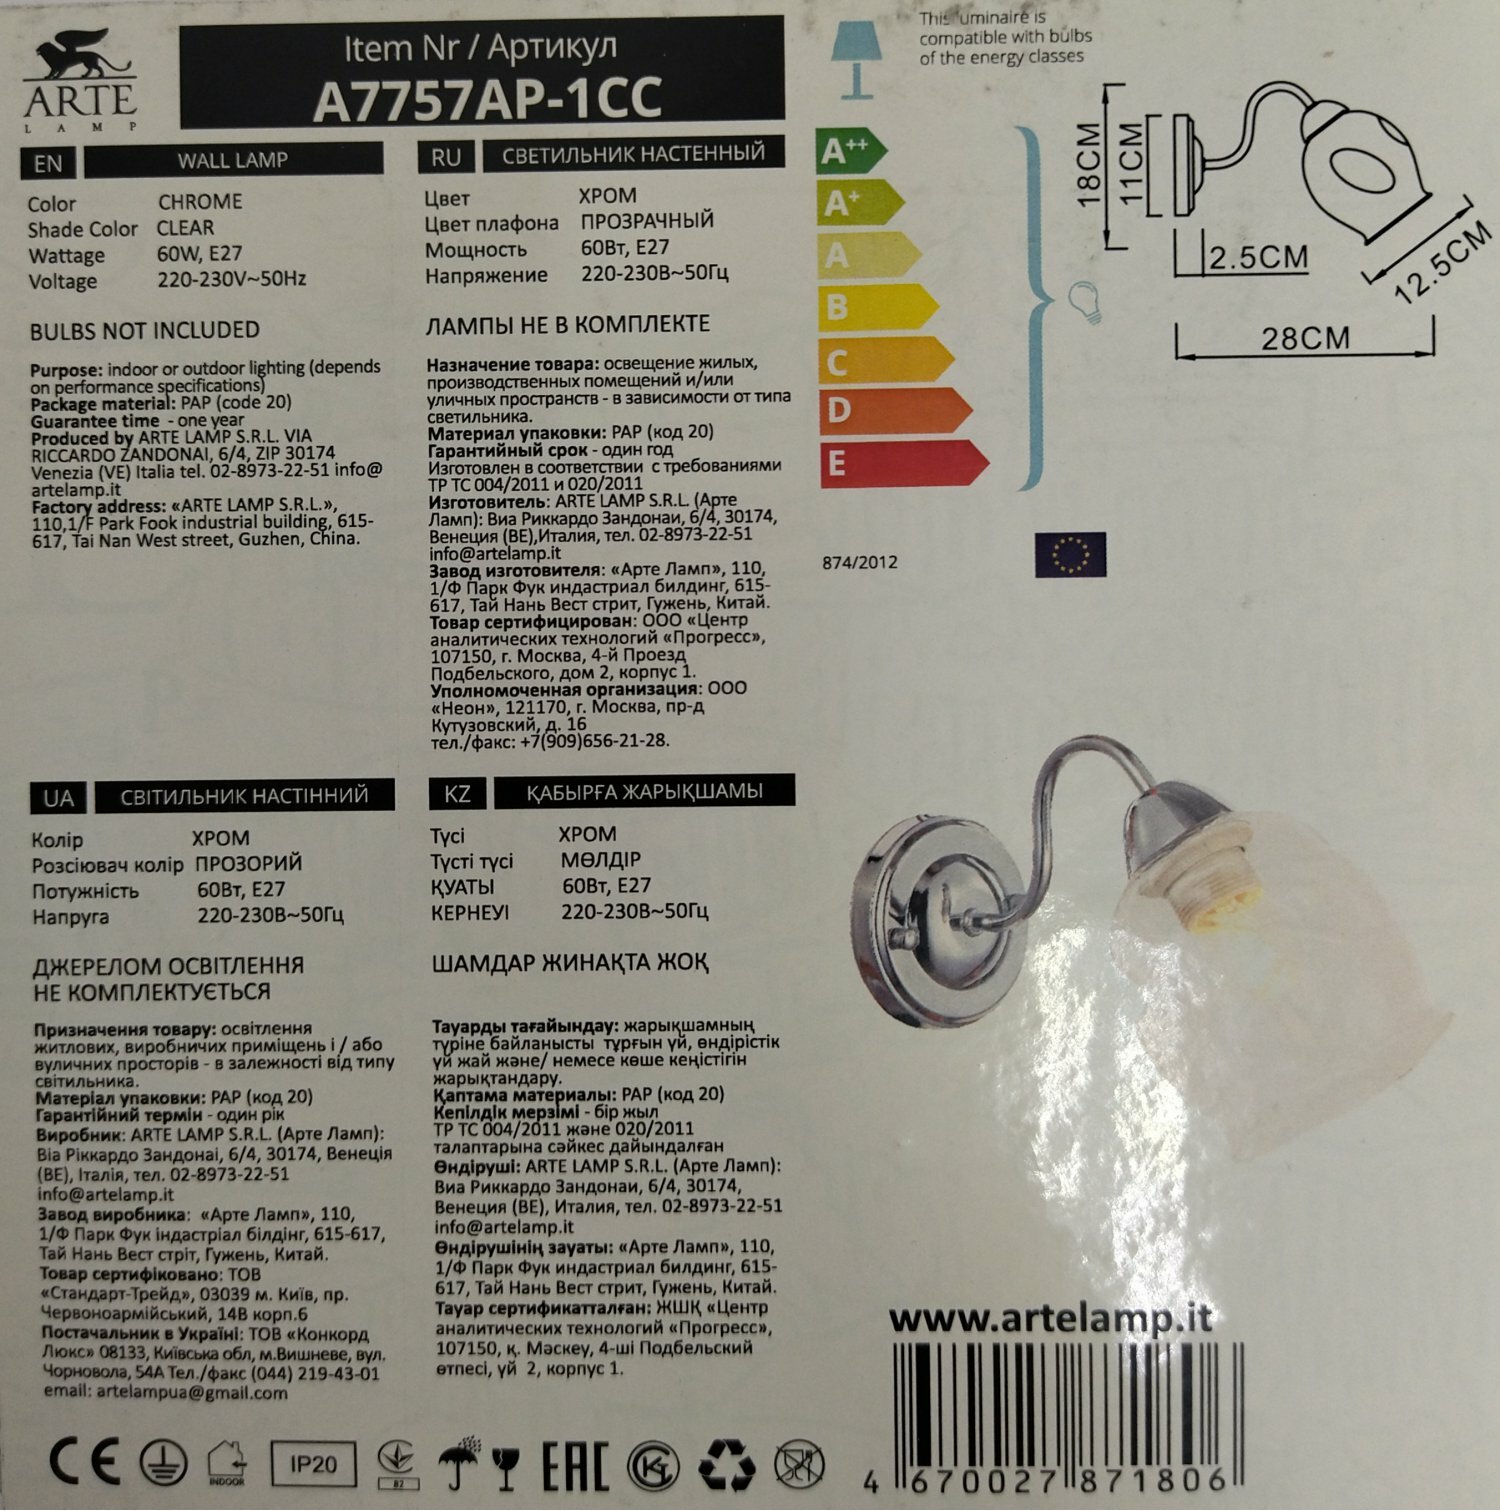 ARTE
LAMP
Item Nr / Артикул
A7757AP-1CC
EN WALL LAMP
Color CHROME
Shade Color CLEAR
Wattage 60W, E27
Voltage 220-230V~50Hz
BULBS NOT INCLUDED
Purpose: indoor or outdoor lighting (depends
on performance specifications)
Package material: PAP (code 20)
Guarantee time - one year
Produced by ARTE LAMP S.R.L. VIA
RICCARDO ZANDONAI, 6/4, ZIP 30174
Venezia (VE) Italia tel. 02-8973-22-51 info@
artelamp.it
Factory address: «ARTE LAMP S.R.L.»,
110,1/F Park Fook industrial building, 615-
617, Tai Nan West street, Guzhen, China.
RU СВЕТИЛЬНИК НАСТЕННЫЙ
Цвет ХРОМ
Цвет плафона ПРОЗРАЧНЫЙ
Мощность 60Вт, E27
Напряжение 220-230В~50Гц
ЛАМПЫ НЕ В КОМПЛЕКТЕ
Назначение товара: освещение жилых,
производственных помещений и/или
уличных пространств - в зависимости от типа
светильника.
Материал упаковки: PAP (код 20)
Гарантийный срок - один год
Изготовлен в соответствии с требованиями
ТР ТС 004/2011 и 020/2011
Изготовитель: ARTE LAMP S.R.L. (Арте
Ламп): Виа Риккардо Зандонаи, 6/4, 30174,
Венеция (ВЕ),Италия, тел. 02-8973-22-51
info@artelamp.it
Завод изготовителя: «Арте Ламп», 110,
1/Ф Парк Фук индастриал билдинг, 615-
617, Тай Нань Вест стрит, Гужень, Китай.
Товар сертифицирован: ООО «Центр
аналитических технологий «Прогресс»,
107150, г. Москва, 4-й Проезд
Подбельского, дом 2, корпус 1.
Уполномоченная организация: ООО
«Неон», 121170, г. Москва, пр-д
Кутузовский, д. 16
тел./факс: +7(909)656-21-28.
UA СВІТИЛЬНИК НАСТІННИЙ
Колір ХРОМ
Розсіювач колір ПРОЗОРИЙ
Потужність 60Вт, E27
Напруга 220-230В~50Гц
ДЖЕРЕЛОМ ОСВІТЛЕННЯ
НЕ КОМПЛЕКТУЄТЬСЯ
Призначення товару: освітлення
житлових, виробничих приміщень і / або
вуличних просторів - в залежності від типу
світильника.
Матеріал упаковки: PAP (код 20)
Гарантійний термін - один рік
Виробник: ARTE LAMP S.R.L. (Арте Ламп):
Віа Ріккардо Зандонаі, 6/4, 30174, Венеція
(ВЕ), Італія, тел. 02-8973-22-51
info@artelamp.it
Завод виробника: «Арте Ламп», 110,
1/Ф Парк Фук індастріал білдінг, 615-617,
Тай Нань Вест стріт, Гужень, Китай.
Товар сертифіковано: ТОВ
«Стандарт-Трейд», 03039 м. Київ, пр.
Червоноармійський, 14В корп.6
Постачальник в Україні: ТОВ «Конкорд
Люкс» 08133, Київська обл, м.Вишневе, вул.
Чорновола, 54А Тел./факс (044) 219-43-01
email: artelampua@gmail.com
KZ ҚАБЫРҒА ЖАРЫҚШАМЫ
Түсі ХРОМ
Түсті түсі МӨЛДІР
ҚУАТЫ 60Вт, E27
КЕРНЕУІ 220-230В~50Гц
ШАМДАР ЖИНАҚТА ЖОҚ
Тауарды тағайындау: жарықшамның
түріне байланысты тұрғын үй, өндірістік
үй жай және/ немесе көше кеңістігін
жарықтандару.
Қаптама материалы: PAP (код 20)
Кепілдік мерзімі - бір жыл
ТР ТС 004/2011 және 020/2011
талаптарына сәйкес дайындалған
Өндіруші: ARTE LAMP S.R.L. (Арте Ламп):
Виа Риккардо Зандонаи, 6/4, 30174,
Венеция (ВЕ), Италия, тел. 02-8973-22-51
info@artelamp.it
Өндірушінің зауаты: «Арте Ламп», 110,
1/Ф Парк Фук индастриал билдинг, 615-
617, Тай Нань Вест стрит, Гужень, Китай.
Тауар сертификатталған: ЖШҚ «Центр
аналитических технологий «Прогресс»,
107150, қ. Мәскеу, 4-ші Подбельский
өтпесі, үй 2, корпус 1.
This luminaire is
compatible with bulbs
of the energy classes
A++
A+
A
B
C
D
E
874/2012
18CM
11CM
2.5CM
12.5CM
28CM
www.artelamp.it
CE
INDOOR
IP20
82
EAC
4 670027 871806